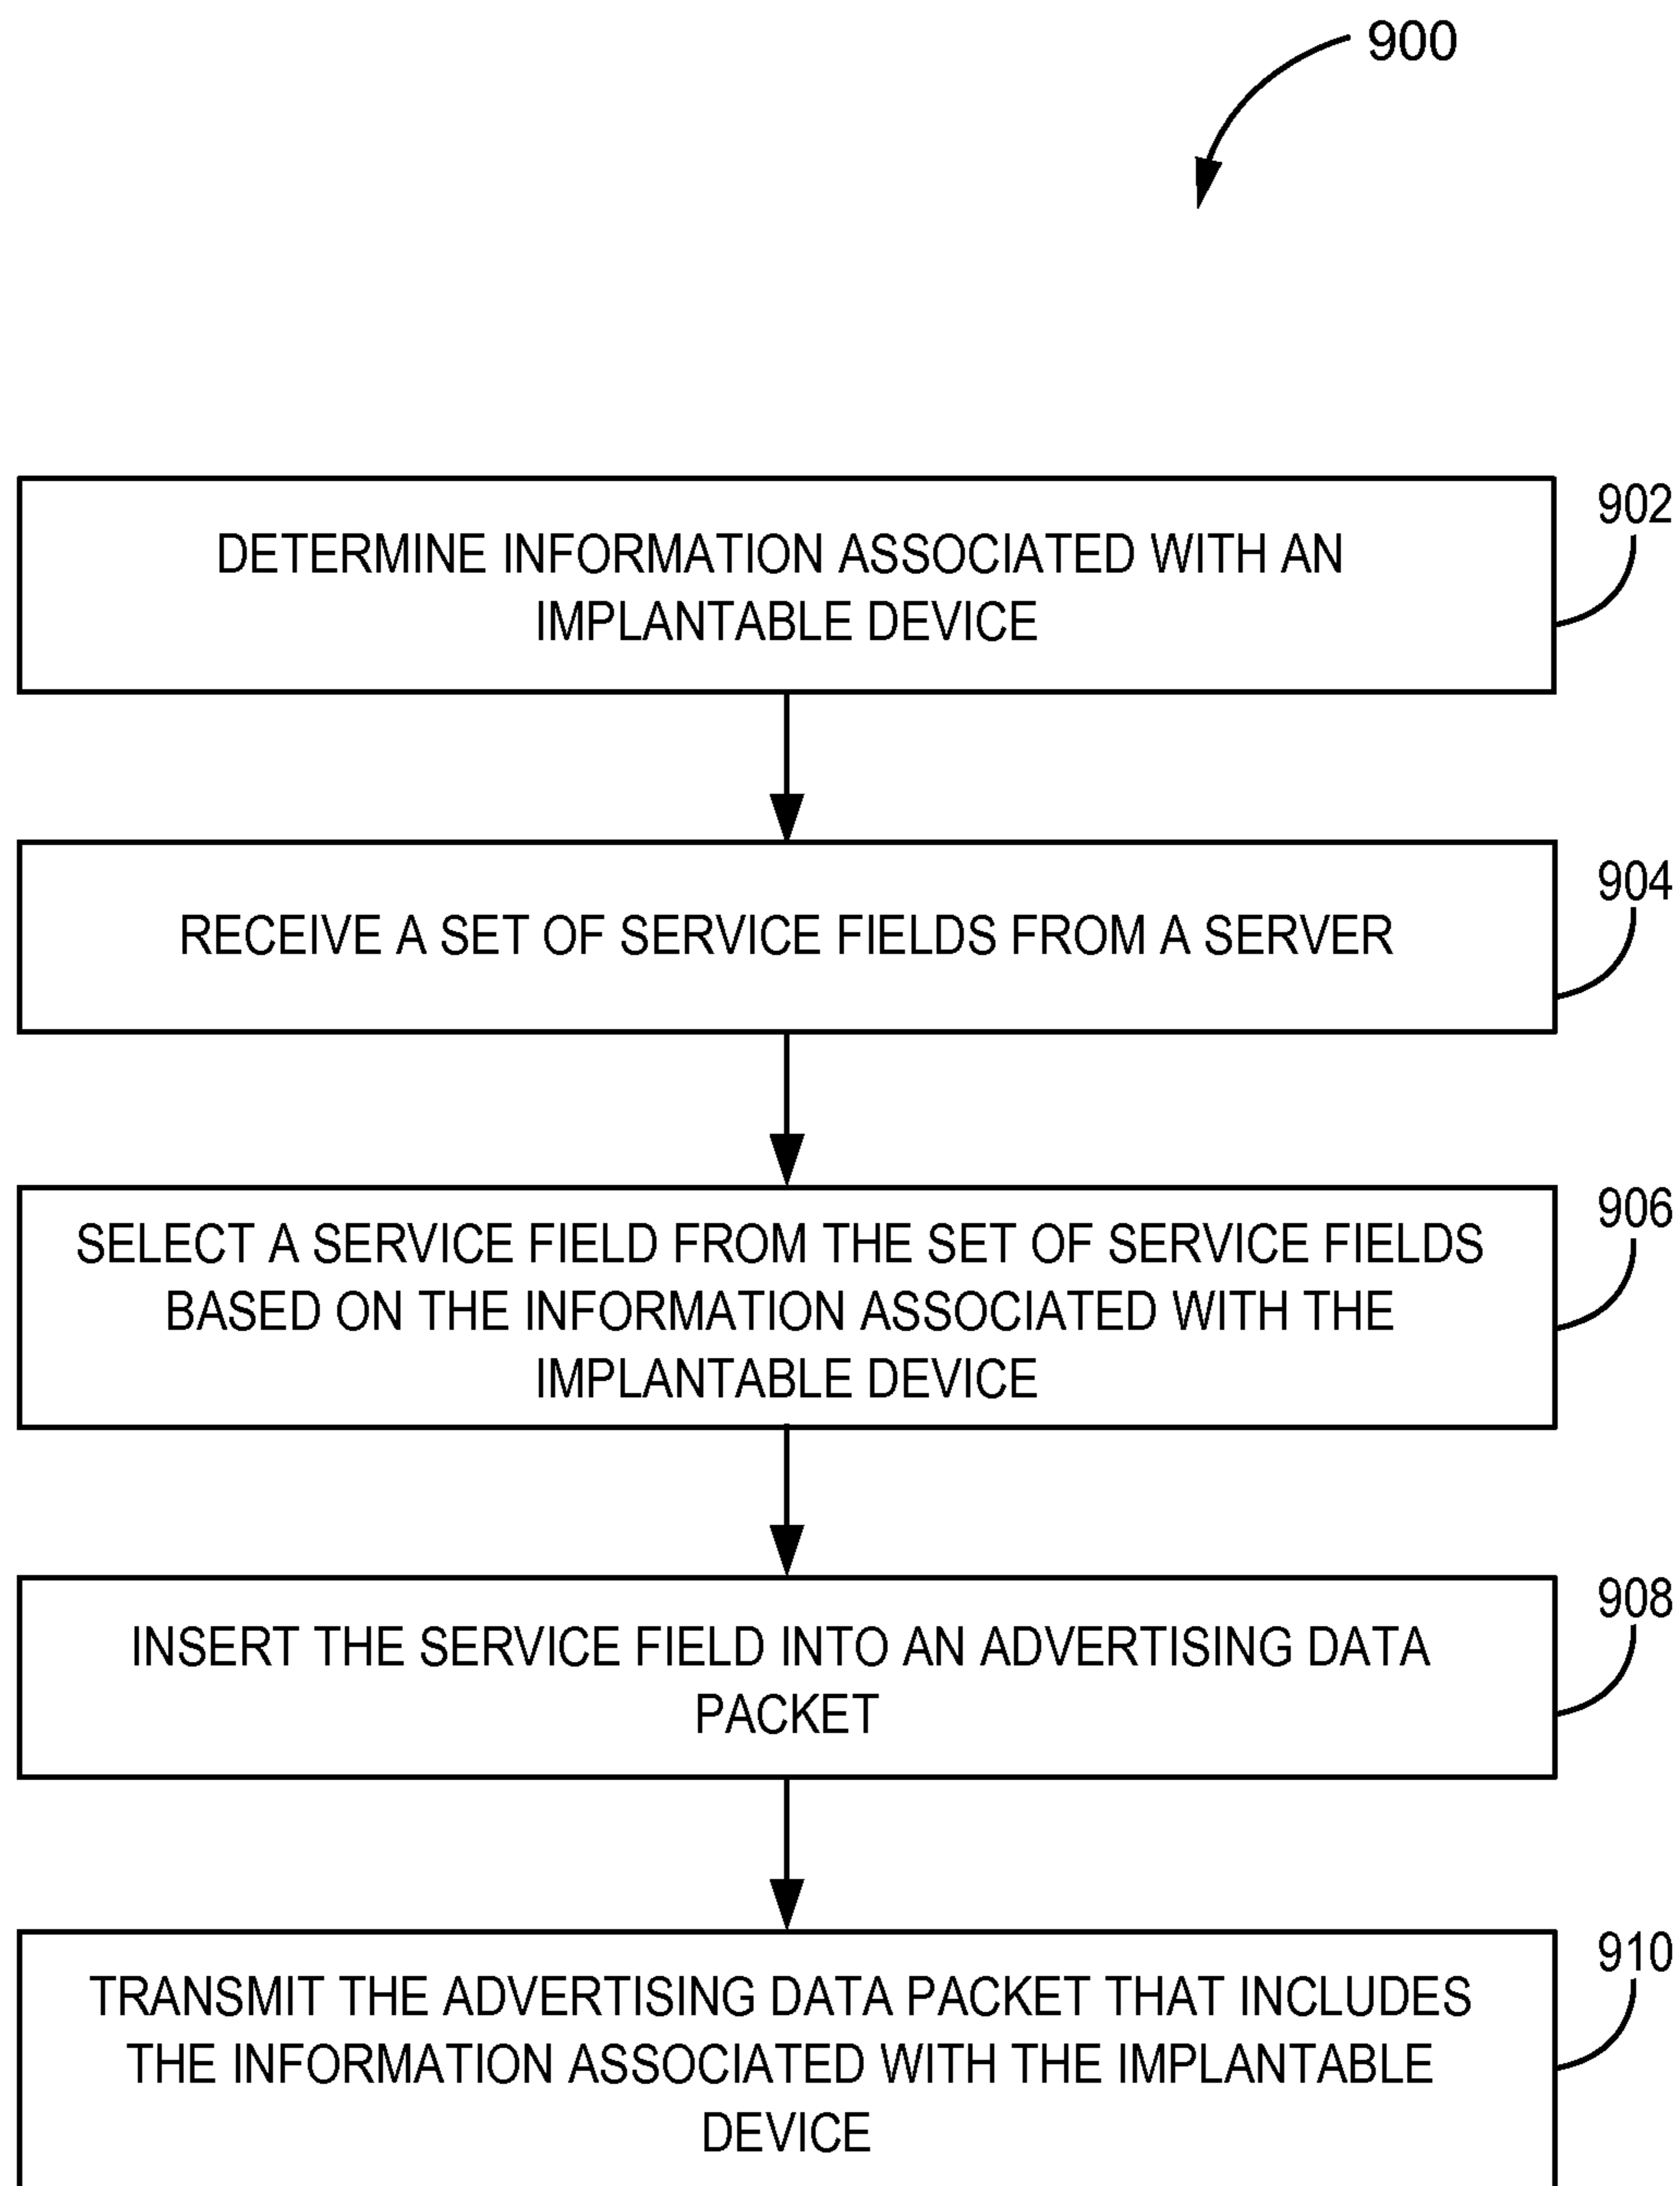 900
902
DETERMINE INFORMATION ASSOCIATED WITH AN
IMPLANTABLE DEVICE
904
RECEIVE A SET OF SERVICE FIELDS FROM A SERVER
906
SELECT A SERVICE FIELD FROM THE SET OF SERVICE FIELDS
BASED ON THE INFORMATION ASSOCIATED WITH THE
IMPLANTABLE DEVICE
908
INSERT THE SERVICE FIELD INTO AN ADVERTISING DATA
PACKET
910
TRANSMIT THE ADVERTISING DATA PACKET THAT INCLUDES
THE INFORMATION ASSOCIATED WITH THE IMPLANTABLE
DEVICE